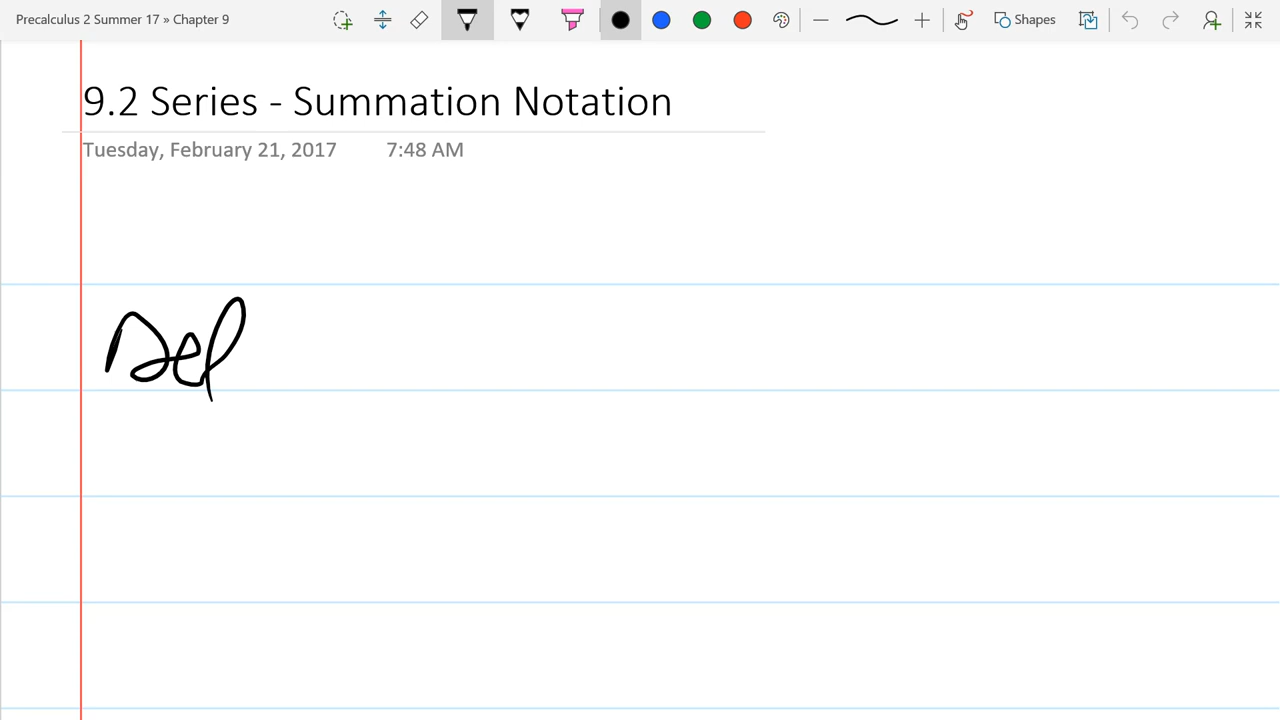 Precalculus 2 Summer 17 » Chapter 9
Shapes
9.2 Series - Summation Notation
Tuesday, February 21, 2017 7:48 AM
Def